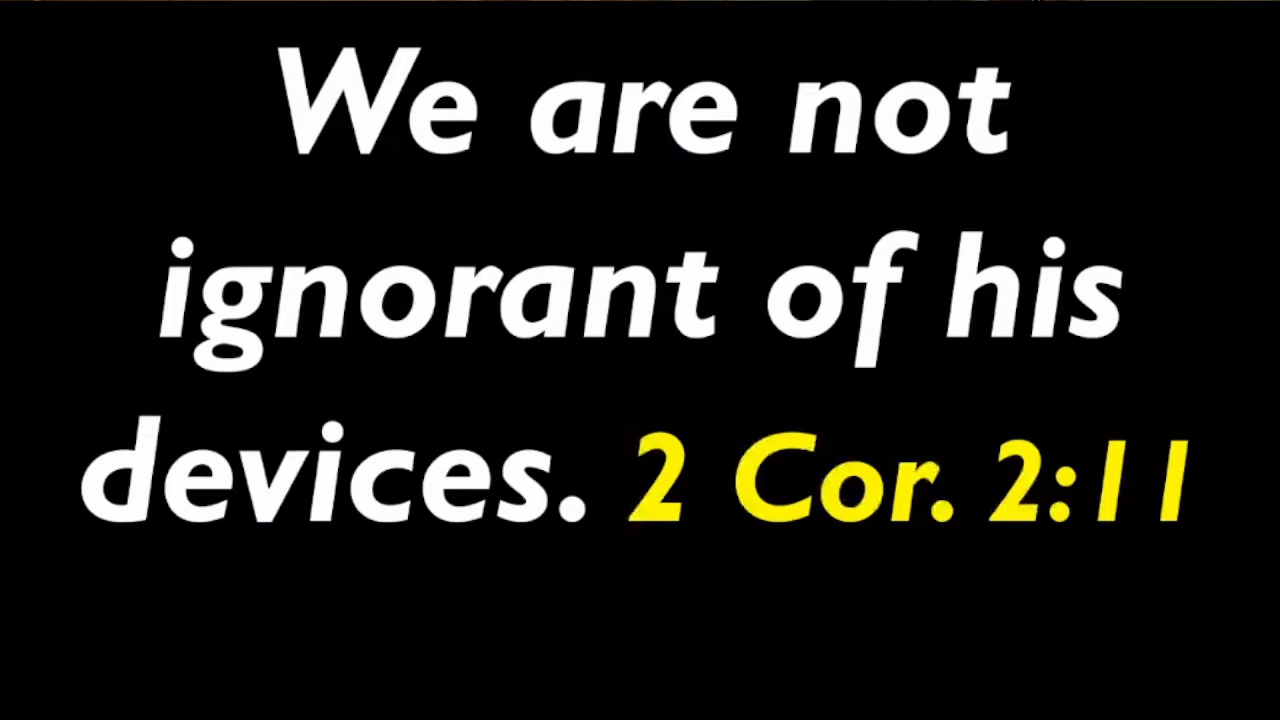 We are not
ignorant of his
devices. 2 Cor. 2:11